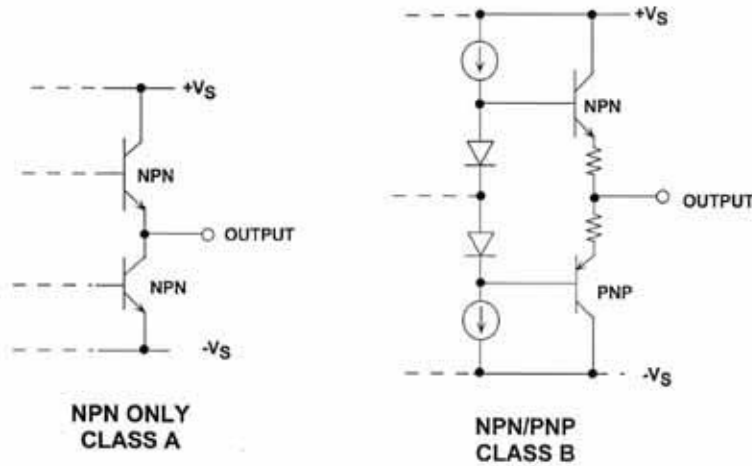 +VS
NPN
OUTPUT
NPN
-VS
NPN ONLY
CLASS A
+VS
NPN
OUTPUT
PNP
-VS
NPN/PNP
CLASS B